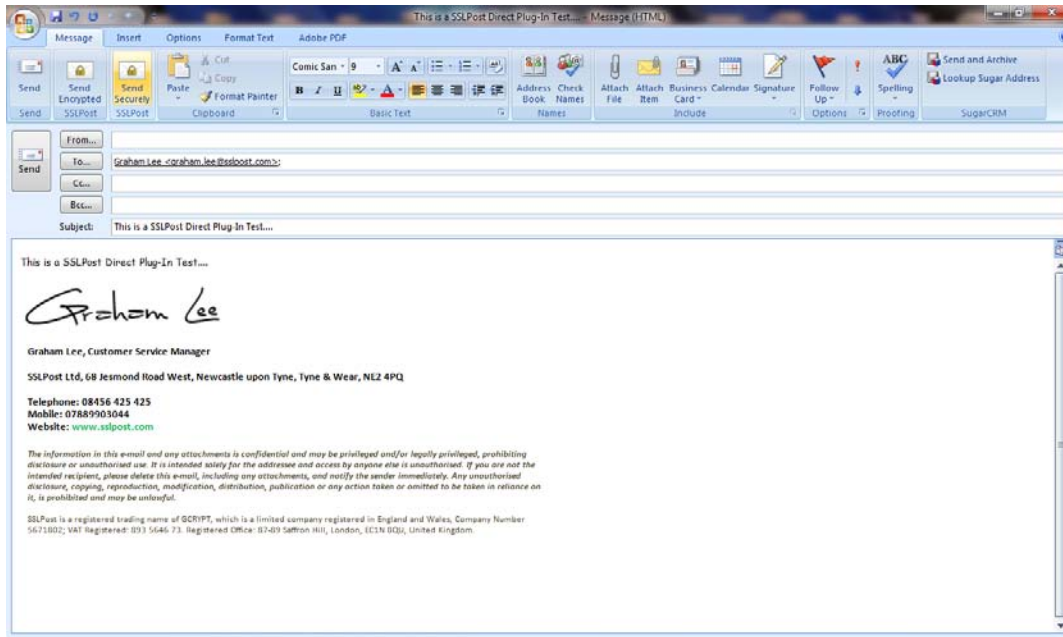 This is a SSLPost Direct Plug-In Test.... - Message (HTML)
Message Insert Options Format Text Adobe PDF
Send
Send Encrypted
Send Securely
Paste
Cut
Copy
Format Painter
Comic San 9
B I U
Address Book
Check Names
Attach File
Attach Item
Business Card
Calendar
Signature
Follow Up
ABC
Spelling
Send and Archive
Lookup Sugar Address
Send SSLPost SSLPost Clipboard Basic Text Names Include Options Proofing SugarCRM
Send
From...
To... Graham Lee <graham.lee@sslpost.com>;
Cc...
Bcc...
Subject: This is a SSLPost Direct Plug-In Test....
This is a SSLPost Direct Plug-In Test....
Graham Lee
Graham Lee, Customer Service Manager
SSLPost Ltd, 68 Jesmond Road West, Newcastle upon Tyne, Tyne & Wear, NE2 4PQ
Telephone: 08456 425 425
Mobile: 07889903044
Website: www.sslpost.com
The information in this e-mail and any attachments is confidential and may be privileged and/or legally privileged, prohibiting
disclosure or unauthorised use. It is intended solely for the addressee and access by anyone else is unauthorised. If you are not the
intended recipient, please delete this e-mail, including any attachments, and notify the sender immediately. Any unauthorised
disclosure, copying, reproduction, modification, distribution, publication or any action taken or omitted to be taken in reliance on
it, is prohibited and may be unlawful.
SSLPost is a registered trading name of GCRYPT, which is a limited company registered in England and Wales, Company Number
5671802; VAT Registered: 893 5646 73. Registered Office: 87-89 Saffron Hill, London, EC1N 8QU, United Kingdom.